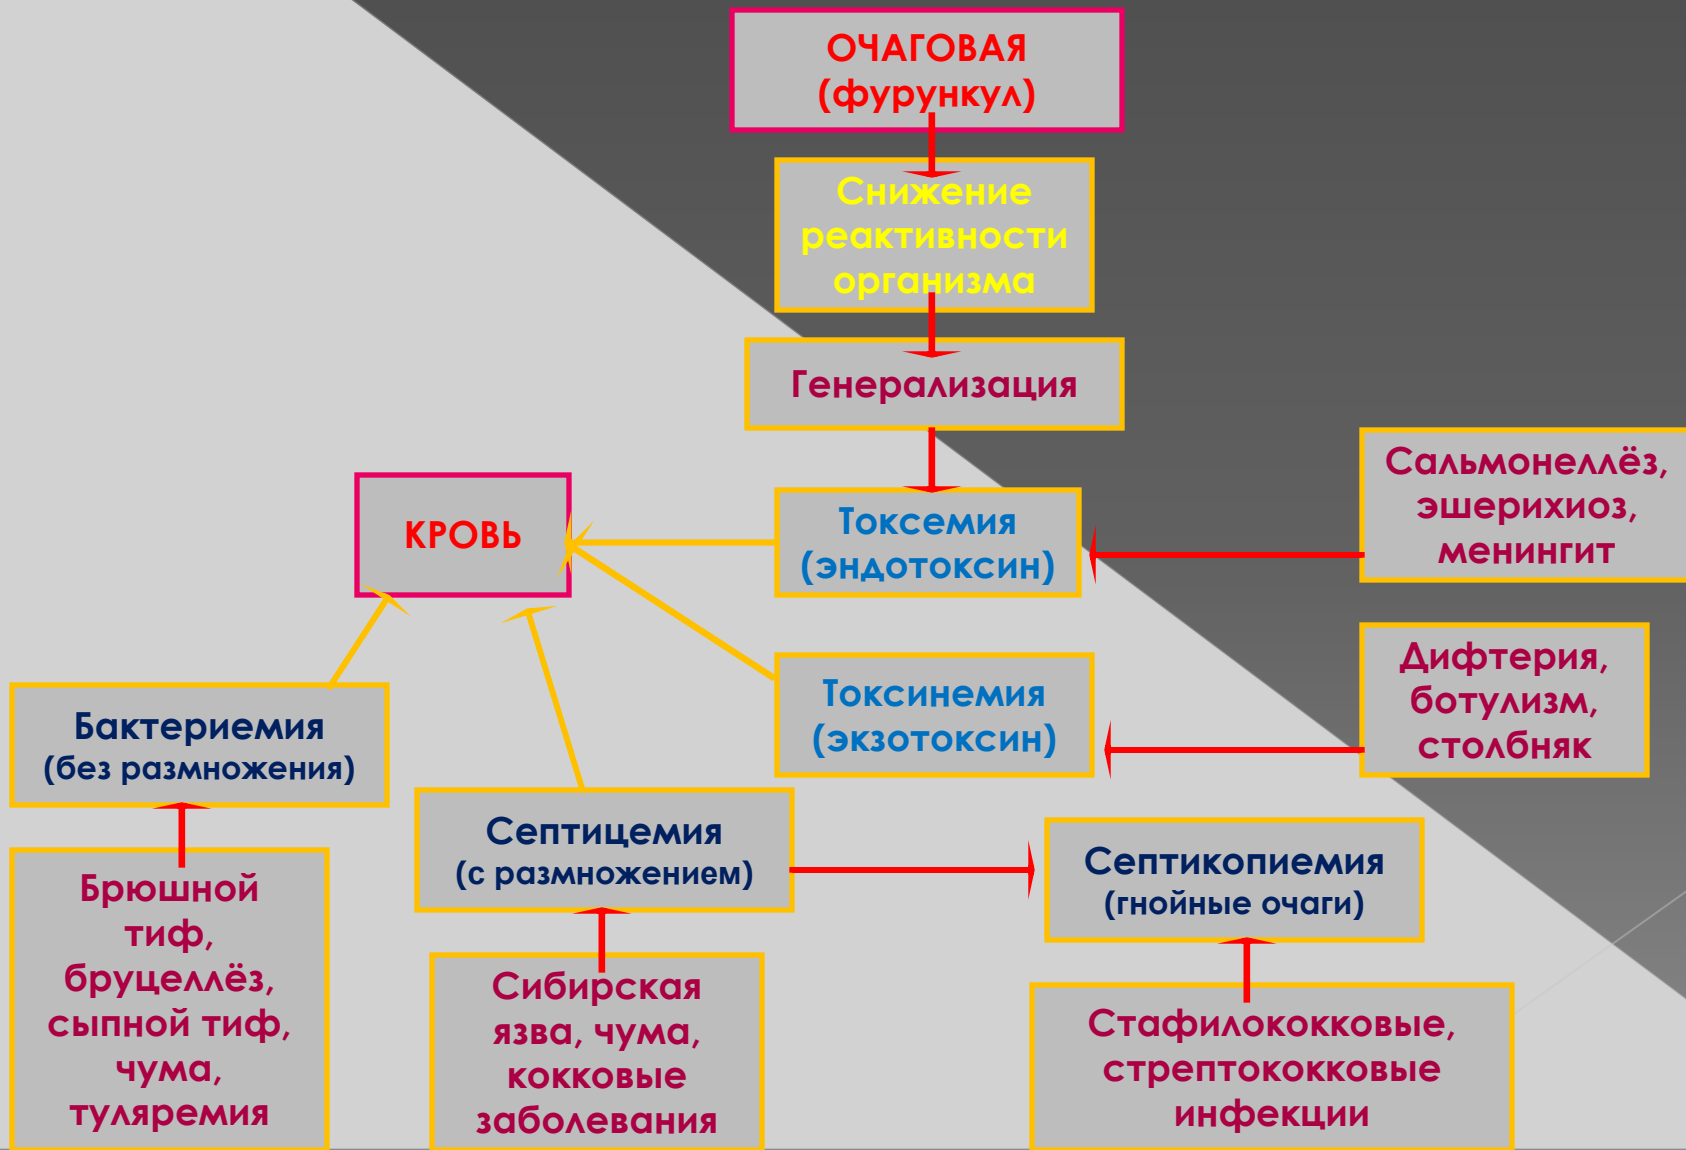 ОЧАГОВАЯ
(фурункул)
Снижение
реактивности
организма
Генерализация
Сальмонеллёз,
эшерихиоз,
менингит
КРОВЬ
Токсемия
(эндотоксин)
Дифтерия,
ботулизм,
столбняк
Токсинемия
(экзотоксин)
Бактериемия
(без размножения)
Септицемия
(с размножением)
Септикопиемия
(гнойные очаги)
Брюшной
тиф,
бруцеллёз,
сыпной тиф,
чума,
туляремия
Сибирская
язва, чума,
кокковые
заболевания
Стафилококковые,
стрептококковые
инфекции